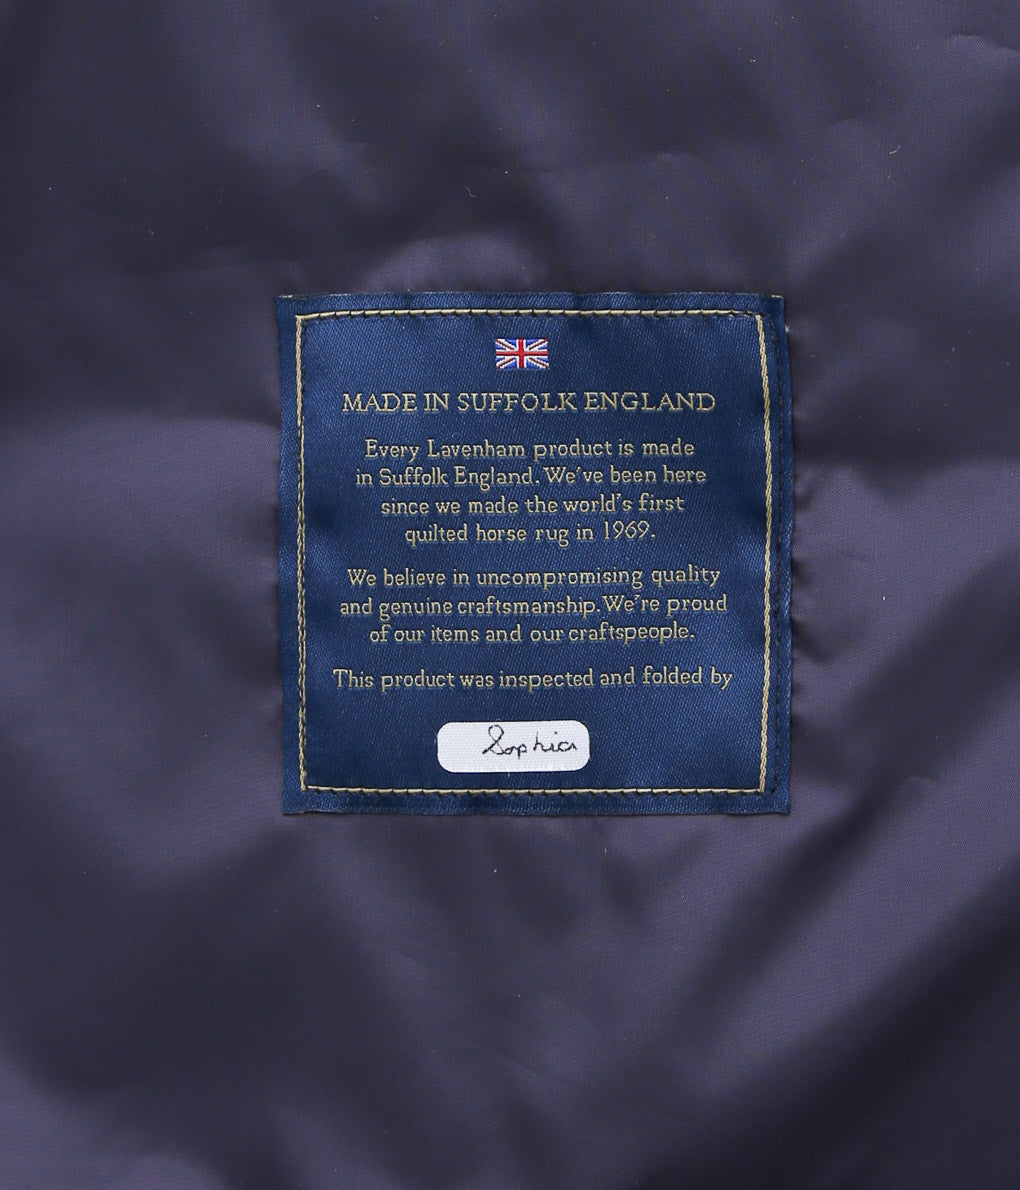 MADE IN SUFFOLK ENGLAND
Every Lavenham product is made
in Suffolk England. We've been here
since we made the world's first
quilted horse rug in 1969.
We believe in uncompromising quality
and genuine craftsmanship. We're proud
of our items and our craftspeople.
This product was inspected and folded by
Sophia